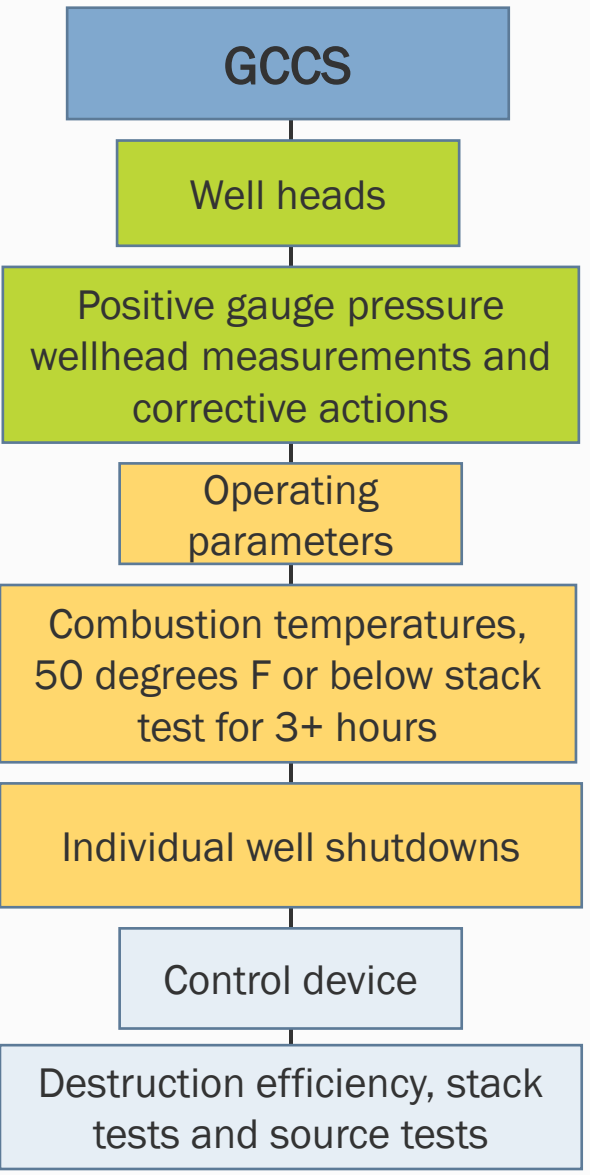 GCCS
Well heads
Positive gauge pressure
wellhead measurements and
corrective actions
Operating
parameters
Combustion temperatures,
50 degrees F or below stack
test for 3+ hours
Individual well shutdowns
Control device
Destruction efficiency, stack
tests and source tests